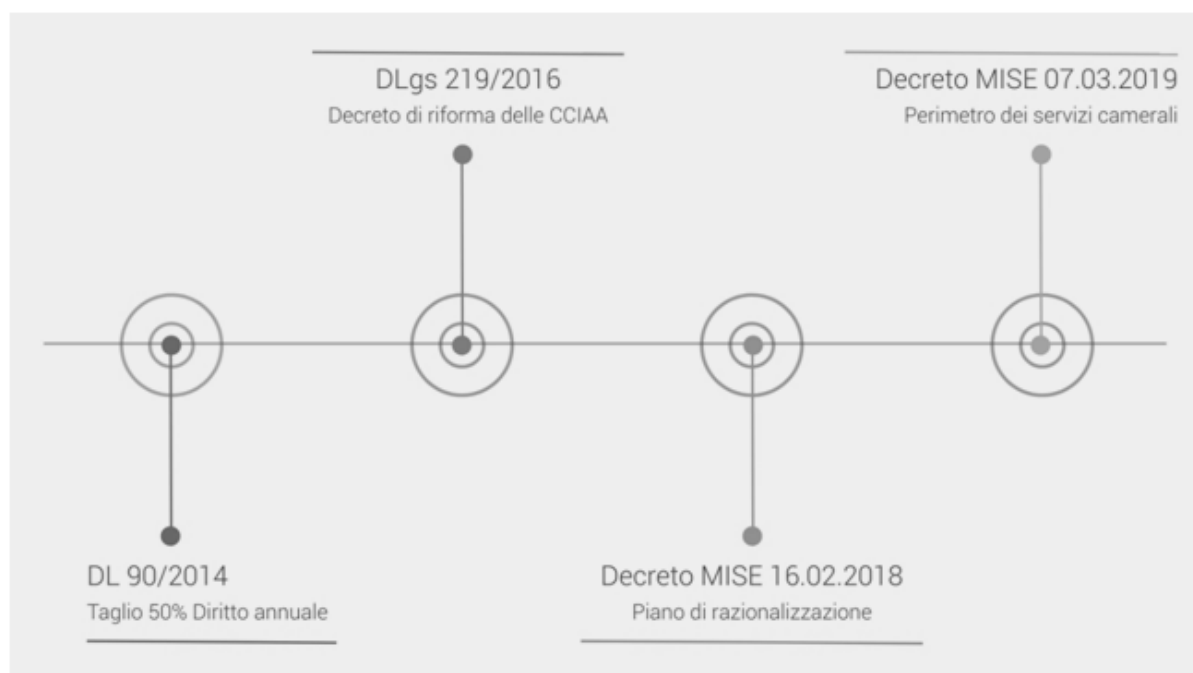 DLgs 219/2016
Decreto di riforma delle CCIAA
Decreto MISE 07.03.2019
Perimetro dei servizi camerali
DL 90/2014
Taglio 50% Diritto annuale
Decreto MISE 16.02.2018
Piano di razionalizzazione